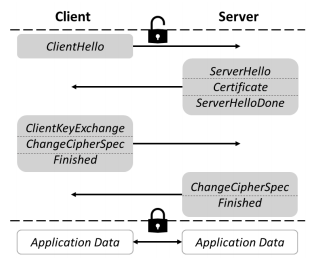 Client Server
ClientHello
ServerHello
Certificate
ServerHelloDone
ClientKeyExchange
ChangeCipherSpec
Finished
ChangeCipherSpec
Finished
Application Data Application Data